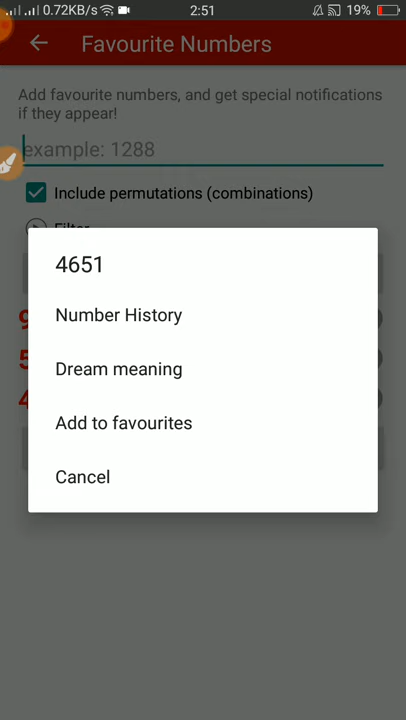 0.72KB/s 2:51 19%
Favourite Numbers
Add favourite numbers, and get special notifications
if they appear!
example: 1288
Include permutations (combinations)
Filter
4651
Number History
Dream meaning
Add to favourites
Cancel